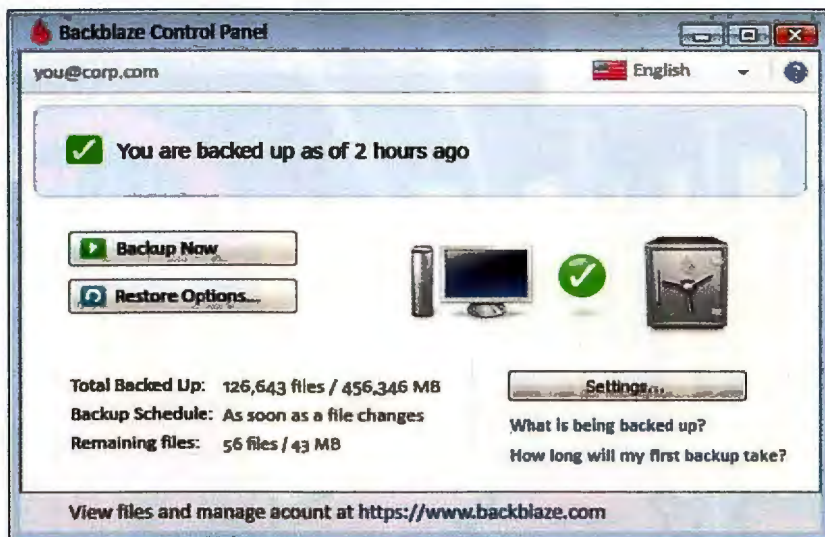 Backblaze Control Panel
you@corp.com English
You are backed up as of 2 hours ago
Backup Now
Restore Options...
Total Backed Up: 126,643 files / 456,346 MB
Backup Schedule: As soon as a file changes
Remaining files: 56 files / 43 MB
Settings...
What is being backed up?
How long will my first backup take?
View files and manage acount at https://www.backblaze.com